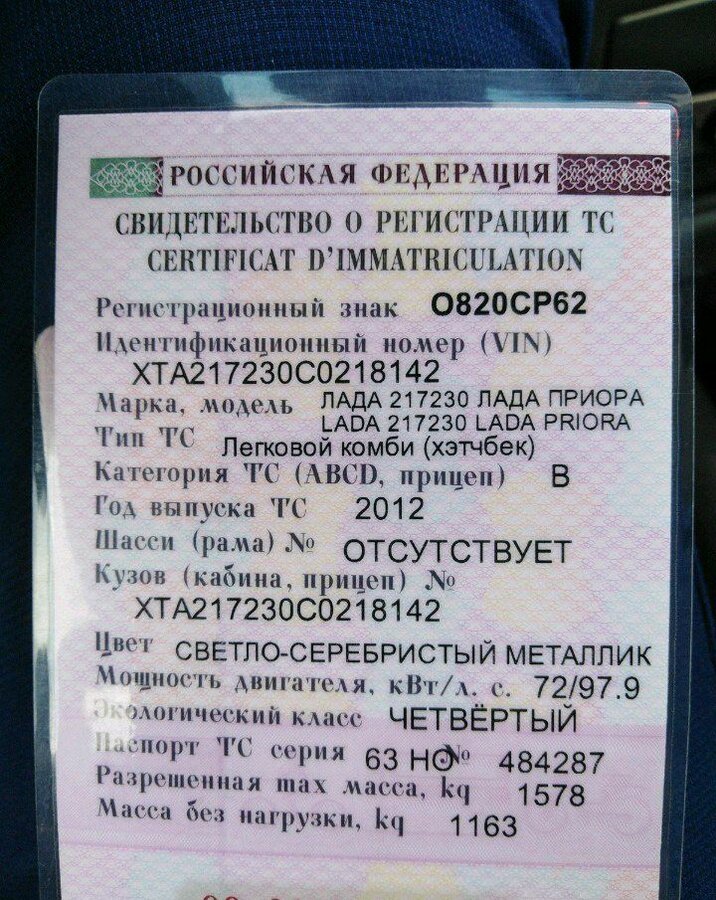 РОССИЙСКАЯ ФЕДЕРАЦИЯ
СВИДЕТЕЛЬСТВО О РЕГИСТРАЦИИ ТС
CERTIFICAT D'IMMATRICULATION
Регистрационный знак О820СР62
Идентификационный номер (VIN)
XTA217230C0218142
Марка, модель ЛАДА 217230 ЛАДА ПРИОРА
LADA 217230 LADA PRIORA
Тип ТС Легковой комби (хэтчбек)
Категория ТС (ABCD, прицеп) B
Год выпуска ТС 2012
Шасси (рама) № ОТСУТСТВУЕТ
Кузов (кабина, прицеп) №
XTA217230C0218142
Цвет СВЕТЛО-СЕРЕБРИСТЫЙ МЕТАЛЛИК
Мощность двигателя, кВт/л. с. 72/97.9
Экологический класс ЧЕТВЁРТЫЙ
Паспорт ТС серия 63 НО № 484287
Разрешенная max масса, kg 1578
Масса без нагрузки, kg 1163